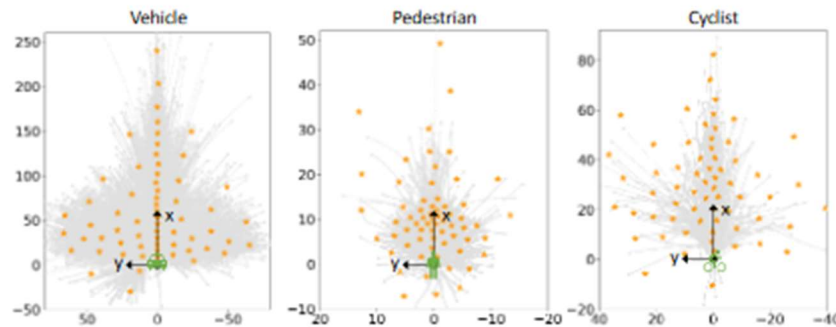 Vehicle Pedestrian Cyclist
250 50 80
200 40 60
150 30 40
100 20 20
50 10 0
0 0 -20
-50 -10
x x x
y y y
50 0 -50 20 10 0 -10 -20 40 20 0 -20 -40